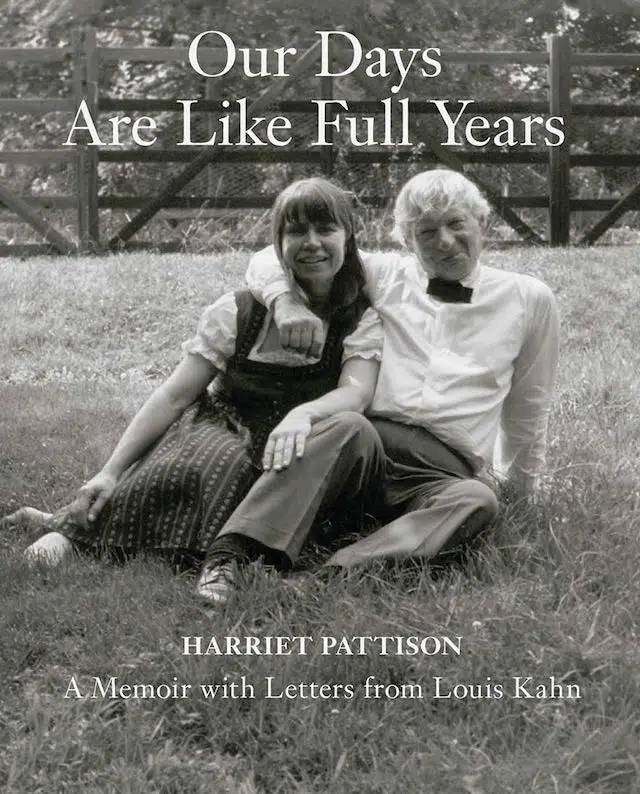 Our Days
Are Like Full Years
HARRIET PATTISON
A Memoir with Letters from Louis Kahn